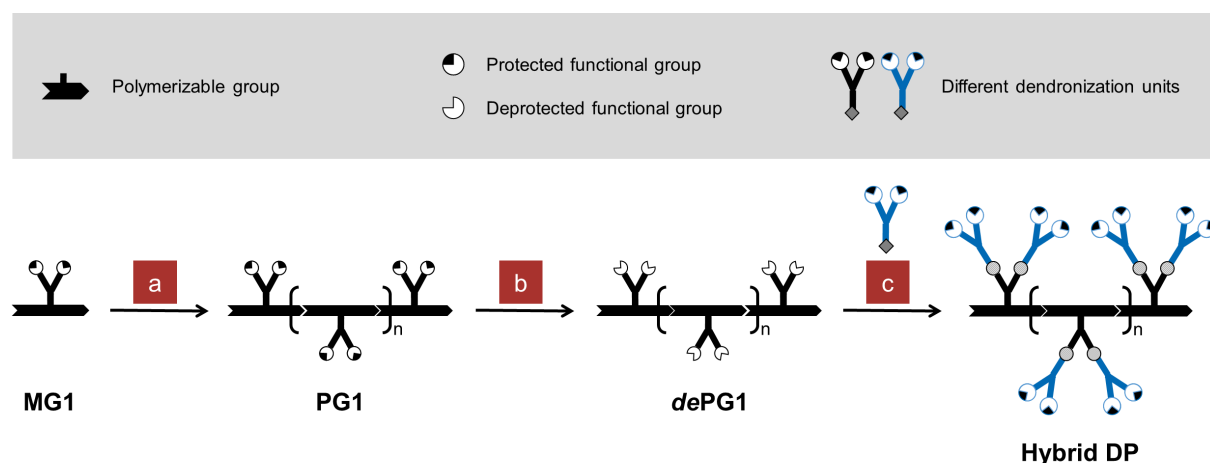 Polymerizable group
Protected functional group
Deprotected functional group
Different dendronization units
a
b
c
n
n
n
MG1
PG1
dePG1
Hybrid DP